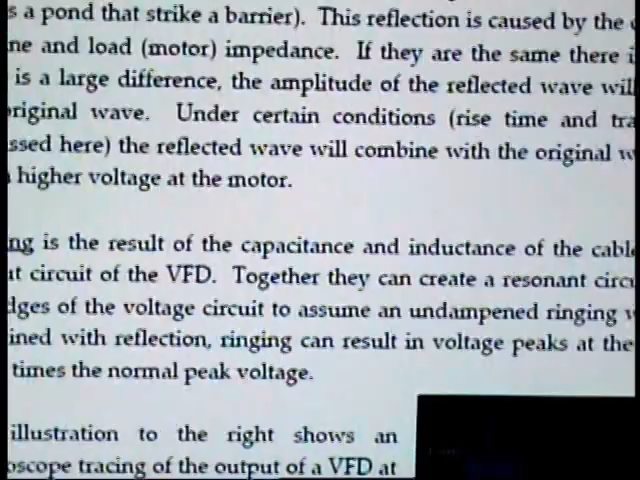 s a pond that strike a barrier). This reflection is caused by the
ne and load (motor) impedance. If they are the same there i
is a large difference, the amplitude of the reflected wave wil
riginal wave. Under certain conditions (rise time and tra
ssed here) the reflected wave will combine with the original w
higher voltage at the motor.
ng is the result of the capacitance and inductance of the cabl
ut circuit of the VFD. Together they can create a resonant circ
dges of the voltage circuit to assume an undampened ringing
ined with reflection, ringing can result in voltage peaks at the
times the normal peak voltage.
illustration to the right shows an
oscope tracing of the output of a VFD at